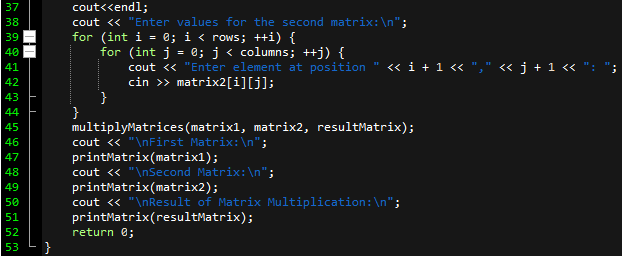 37 cout<<endl;
38 cout << "Enter values for the second matrix:\n";
39 for (int i = 0; i < rows; ++i) {
40 for (int j = 0; j < columns; ++j) {
41 cout << "Enter element at position " << i + 1 << "," << j + 1 << ": ";
42 cin >> matrix2[i][j];
43 }
44 }
45 multiplyMatrices(matrix1, matrix2, resultMatrix);
46 cout << "\nFirst Matrix:\n";
47 printMatrix(matrix1);
48 cout << "\nSecond Matrix:\n";
49 printMatrix(matrix2);
50 cout << "\nResult of Matrix Multiplication:\n";
51 printMatrix(resultMatrix);
52 return 0;
53 }